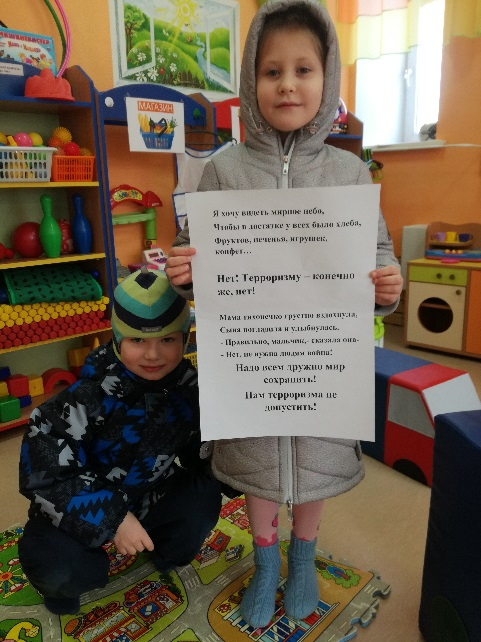 МАГАЗИН
Я хочу видеть мирное небо,
Чтобы в достатке у всех было хлеба,
Фруктов, печенья, игрушек,
конфет…
Нет! Терроризму – конечно
же, нет!
Мама тихонечко грустно вздохнула,
Сына погладила и улыбнулась.
- Правильно, мальчик,- сказала она-
- Нет, не нужна людям война!
Надо всем дружно мир
сохранить!
Нам терроризма не
допустить!